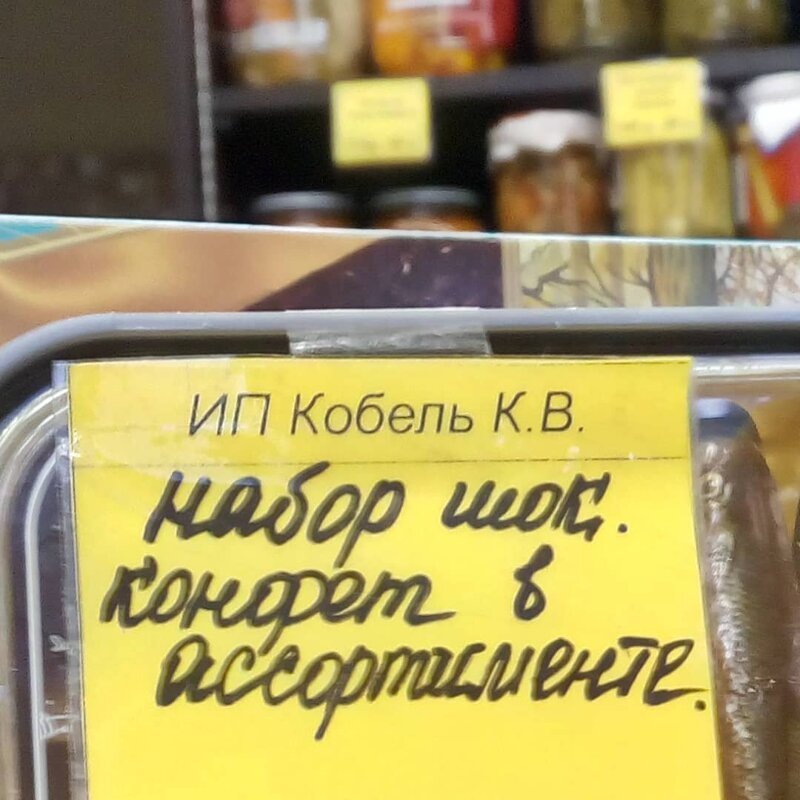 ИП Кобель К.В.
Набор шок.
конфет в
ассортименте.